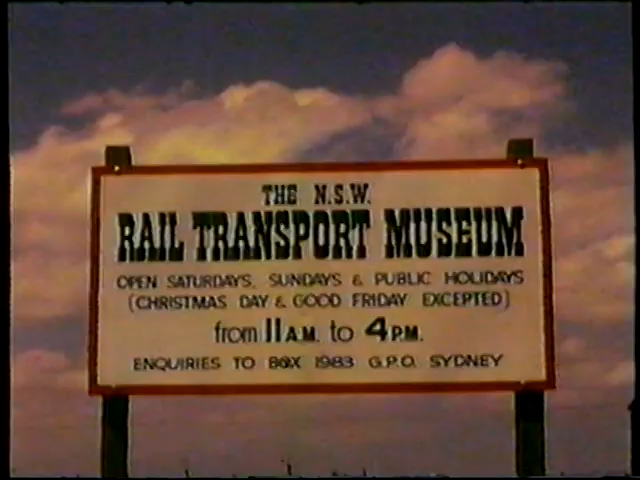 THE N.S.W.
RAIL TRANSPORT MUSEUM
OPEN SATURDAYS, SUNDAYS & PUBLIC HOLIDAYS
(CHRISTMAS DAY & GOOD FRIDAY EXCEPTED)
from 11 A.M. to 4 P.M.
ENQUIRIES TO BOX 1983 G.P.O. SYDNEY